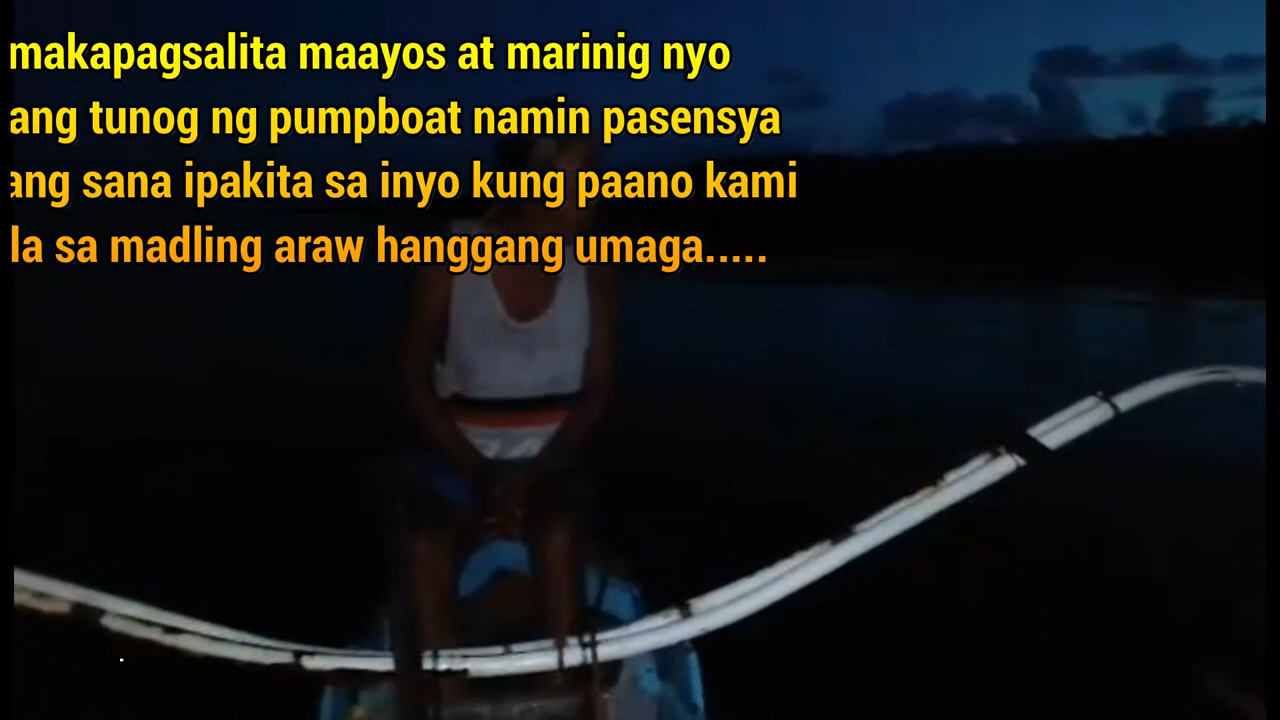 makapagsalita maayos at marinig nyo
ang tunog ng pumpboat namin pasensya
ang sana ipakita sa inyo kung paano kami
la sa madling araw hanggang umaga.....